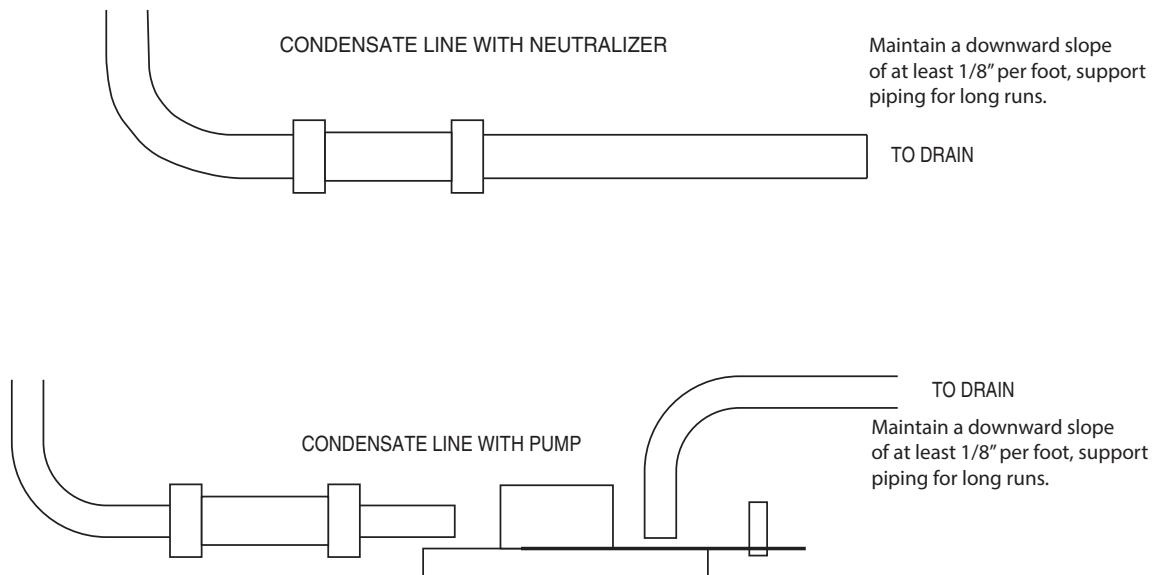 CONDENSATE LINE WITH NEUTRALIZER
Maintain a downward slope
of at least 1/8” per foot, support
piping for long runs.
TO DRAIN
TO DRAIN
CONDENSATE LINE WITH PUMP
Maintain a downward slope
of at least 1/8” per foot, support
piping for long runs.